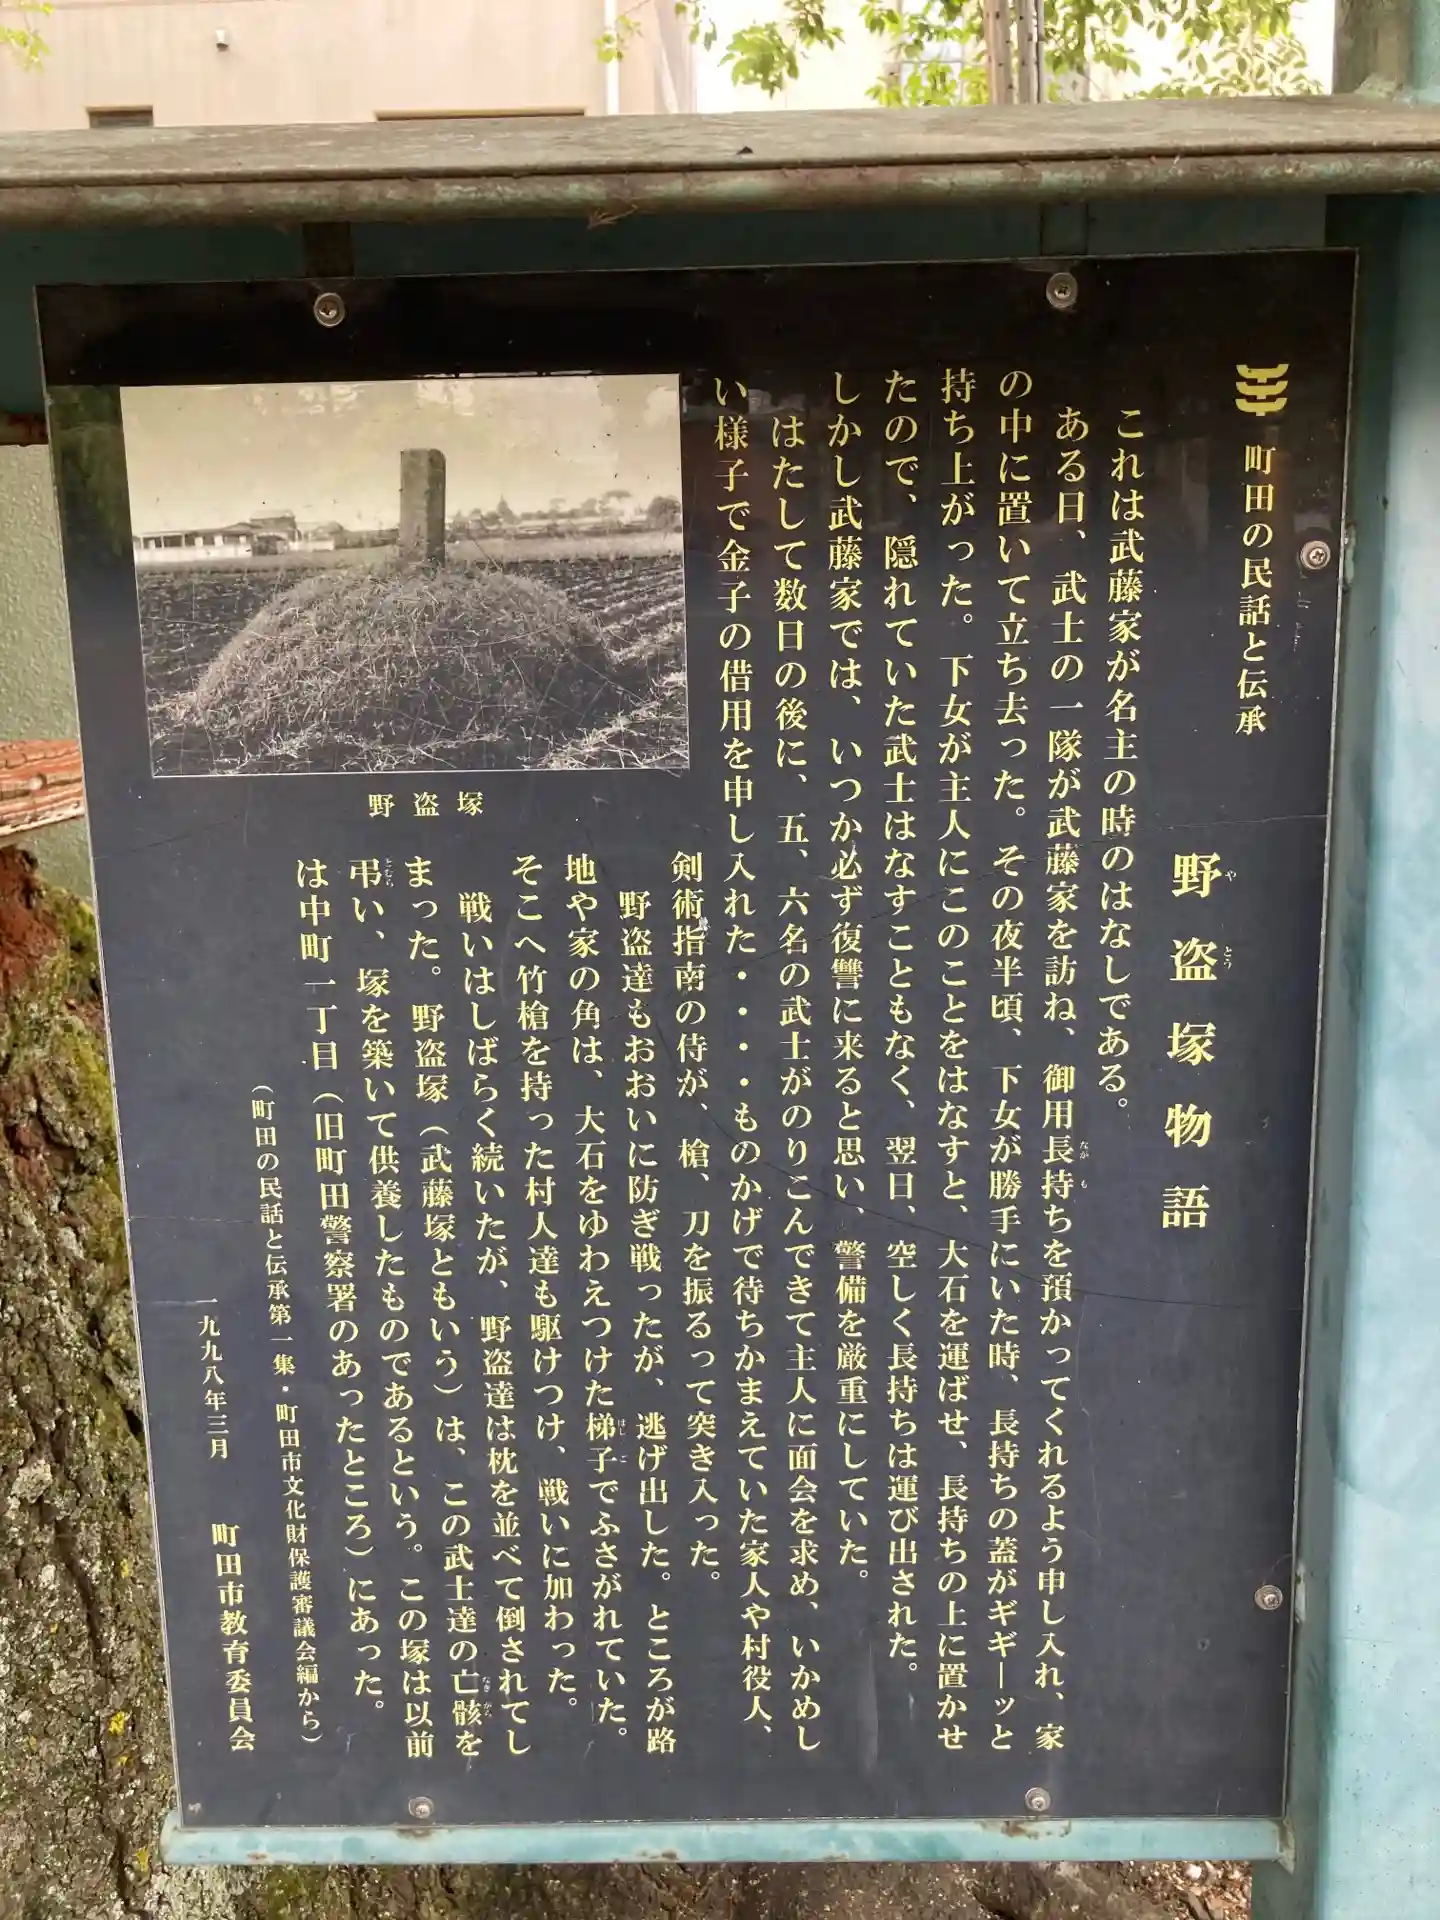 町田の民話と伝承
野盗塚物語
や
とう
これは武藤家が名主の時のはなしである。
ある日、武士の一隊が武藤家を訪ね、御用長持ちを預かってくれるよう申し入れ、家
なが
も
の中に置いて立ち去った。その夜半頃、下女が勝手にいた時、長持ちの蓋がギギーッと
持ち上がった。下女が主人にこのことをはなすと、大石を運ばせ、長持ちの上に置かせ
たので、隠れていた武士はなすこともなく、翌日、空しく長持ちは運び出された。
しかし武藤家では、いつか必ず復讐に来ると思い、警備を厳重にしていた。
はたして数日の後に、五、六名の武士がのりこんできて主人に面会を求め、いかめし
い様子で金子の借用を申し入れた・・・・ものかげで待ちかまえていた家人や村役人、
剣術指南の侍が、槍、刀を振るって突き入った。
野盗達もおおいに防ぎ戦ったが、逃げ出した。ところが路
地や家の角は、大石をゆわえつけた梯子でふさがれていた。
はし
ご
そこへ竹槍を持った村人達も駆けつけ、戦いに加わった。
戦いはしばらく続いたが、野盗達は枕を並べて倒されてし
まった。野盗塚（武藤塚ともいう）は、この武士達の亡骸を
なき
がら
弔い、塚を築いて供養したものであるという。この塚は以前
とむら
は中町一丁目（旧町田警察署のあったところ）にあった。
（町田の民話と伝承第一集・町田市文化財保護審議会編から）
一九九八年三月 町田市教育委員会
野盗塚